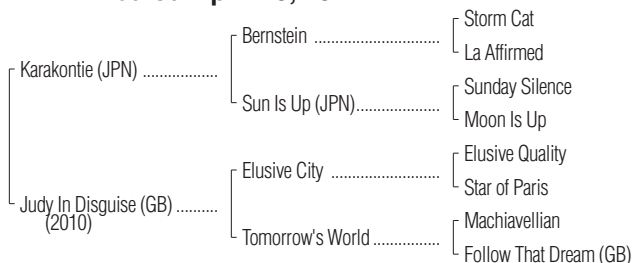 Bernstein ..................................
Storm Cat
La Affirmed
Karakontie (JPN) ....................
Sun Is Up (JPN)......................
Sunday Silence
Moon Is Up
Judy In Disguise (GB) ...........
(2010)
Elusive City ..............................
Elusive Quality
Star of Paris
Tomorrow's World .................
Machiavellian
Follow That Dream (GB)